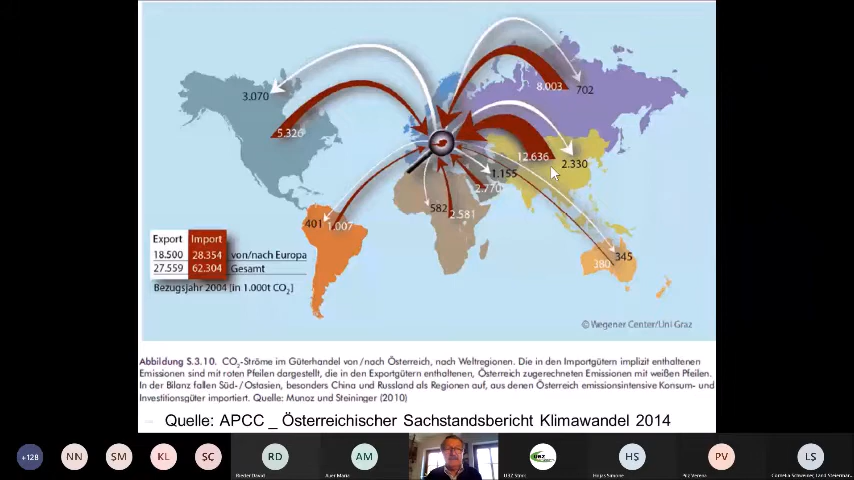 3.070
5.326
8.003
702
12.636
2.330
1.155
2.770
582
2.581
401
1.007
380
345
Export Import
18.500 28.354 von/nach Europa
27.559 62.304 Gesamt
Bezugsjahr 2004 [in 1.000t CO2]
© Wegener Center/Uni Graz
Abbildung S.3.10. CO2-Ströme im Güterhandel von/nach Österreich, nach Weltregionen. Die in den Importgütern implizit enthaltenen
Emissionen sind mit roten Pfeilen dargestellt, die in den Exportgütern enthaltenen, Österreich zugerechneten Emissionen mit weißen Pfeilen.
In der Bilanz fallen Süd-/Ostasien, besonders China und Russland als Regionen auf, aus denen Österreich emissionsintensive Konsum- und
Investitionsgüter importiert. Quelle: Munoz und Steininger (2010)
Quelle: APCC _ Österreichischer Sachstandsbericht Klimawandel 2014
+128 NN SM KL SC RD AM UBZ HS PV LS
Rieder David